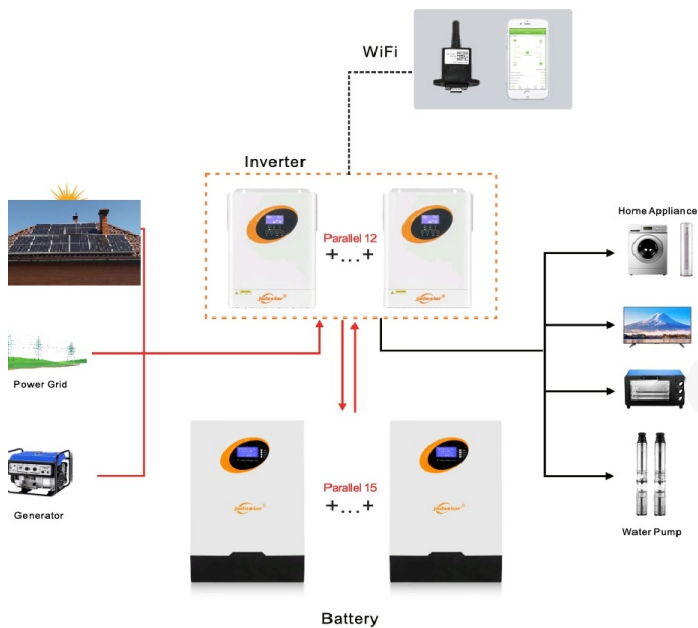 WiFi
Inverter
Parallel 12
+...+
Home Appliance
Power Grid
Parallel 15
+...+
Generator
Water Pump
Battery